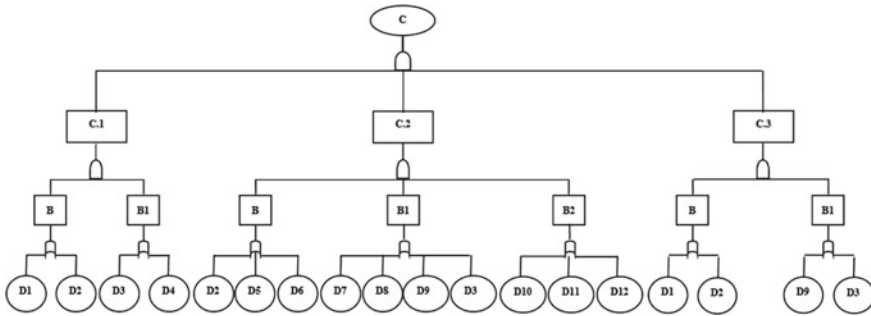 C
C.1 C.2 C.3
B B1 B B1 B2 B B1
D1 D2 D3 D4 D2 D5 D6 D7 D8 D9 D3 D10 D11 D12 D1 D2 D9 D3